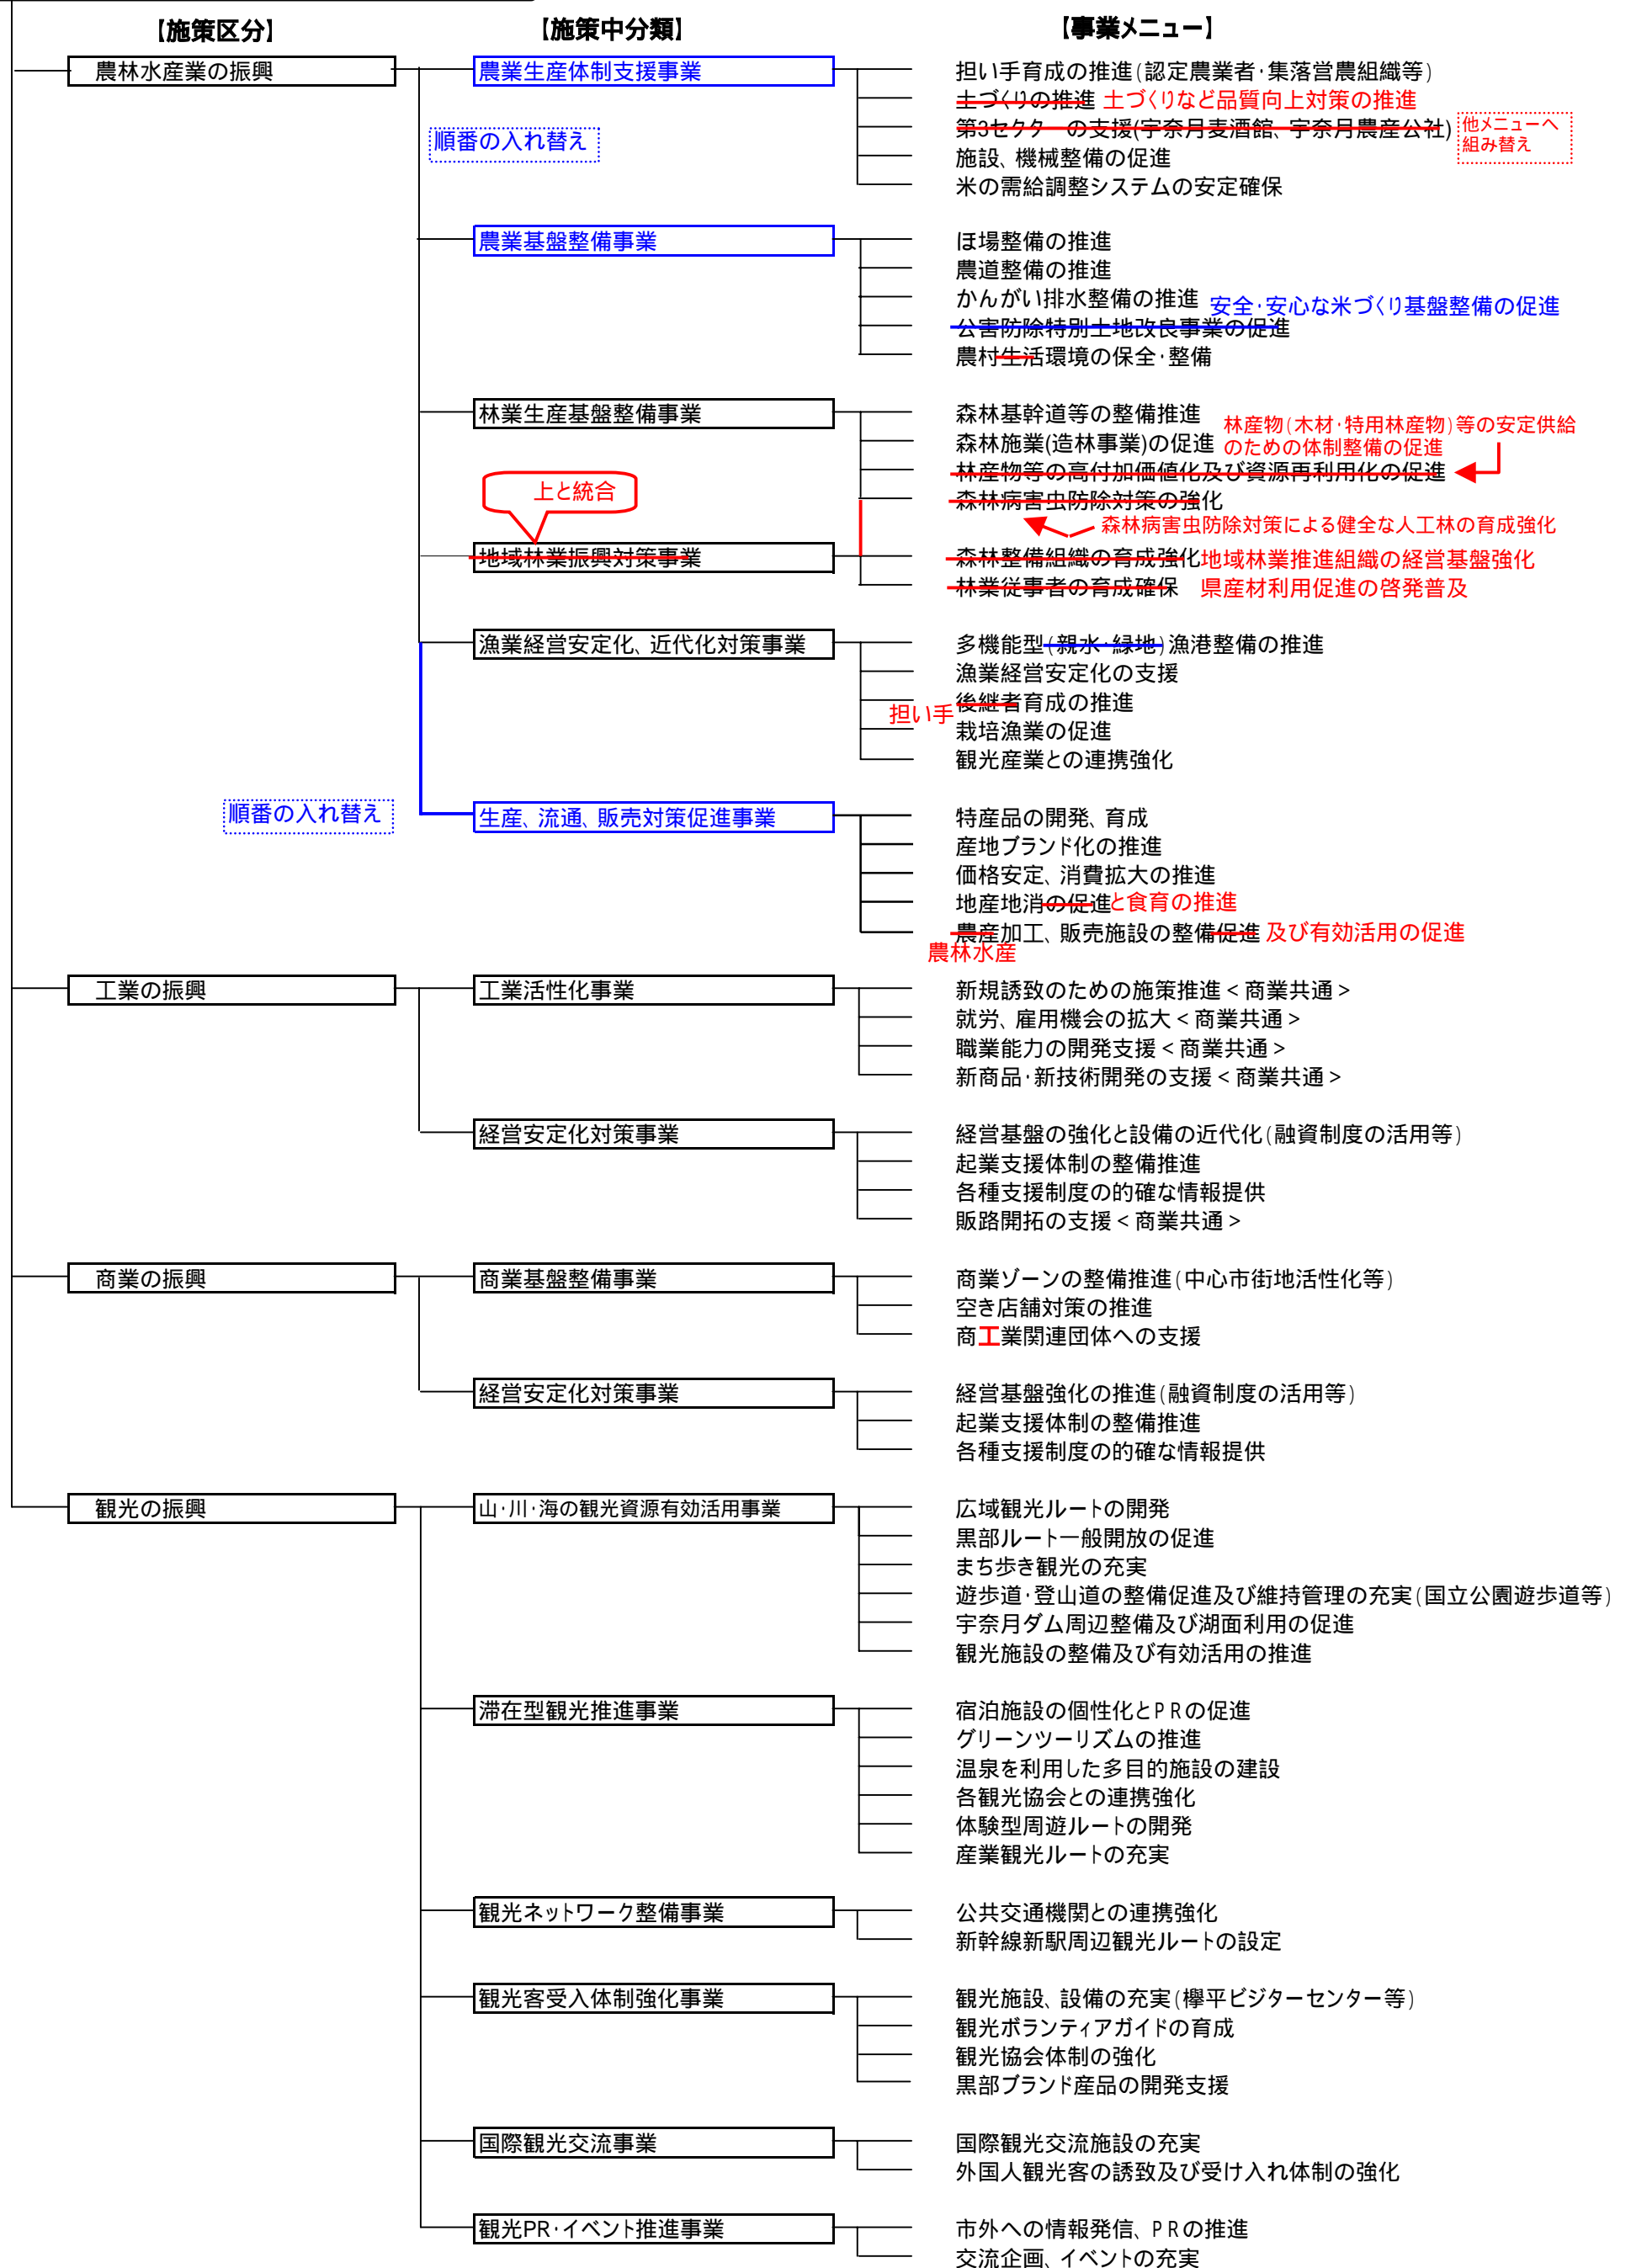 【施策区分】 【施策中分類】 【事業メニュー】
農林水産業の振興 農業生産体制支援事業 担い手育成の推進(認定農業者・集落営農組織等)
土づくりの推進 土づくりなど品質向上対策の推進
順番の入れ替え 第3セクターの支援(宇奈月麦酒館、宇奈月農産公社) 他メニューへ
組み替え
施設、機械整備の促進
米の需給調整システムの安定確保
農業基盤整備事業 ほ場整備の推進
農道整備の推進
かんがい排水整備の推進 安全・安心な米づくり基盤整備の促進
公害防除特別土地改良事業の促進
農村生活環境の保全・整備
林業生産基盤整備事業 森林基幹道等の整備推進
林産物(木材・特用林産物)等の安定供給
森林施業(造林事業)の促進 のための体制整備の促進
林産物等の高付加価値化及び資源再利用化の促進
上と統合 森林病害虫防除対策の強化
森林病害虫防除対策による健全な人工林の育成強化
地域林業振興対策事業 森林整備組織の育成強化 地域林業推進組織の経営基盤強化
林業従事者の育成確保 県産材利用促進の啓発普及
漁業経営安定化、近代化対策事業 多機能型(親水・緑地)漁港整備の推進
漁業経営安定化の支援
後継者育成の推進
担い手
栽培漁業の促進
観光産業との連携強化
順番の入れ替え 生産、流通、販売対策促進事業 特産品の開発、育成
産地ブランド化の推進
価格安定、消費拡大の推進
地産地消の促進と食育の推進
農産加工、販売施設の整備促進 及び有効活用の促進
農林水産
工業の振興 工業活性化事業 新規誘致のための施策推進<商業共通>
就労、雇用機会の拡大<商業共通>
職業能力の開発支援<商業共通>
新商品・新技術開発の支援<商業共通>
経営安定化対策事業 経営基盤の強化と設備の近代化(融資制度の活用等)
起業支援体制の整備推進
各種支援制度の的確な情報提供
販路開拓の支援<商業共通>
商業の振興 商業基盤整備事業 商業ゾーンの整備推進(中心市街地活性化等)
空き店舗対策の推進
商工業関連団体への支援
経営安定化対策事業 経営基盤強化の推進(融資制度の活用等)
起業支援体制の整備推進
各種支援制度の的確な情報提供
観光の振興 山・川・海の観光資源有効活用事業 広域観光ルートの開発
黒部ルート一般開放の促進
まち歩き観光の充実
遊歩道・登山道の整備促進及び維持管理の充実(国立公園遊歩道等)
宇奈月ダム周辺整備及び湖面利用の促進
観光施設の整備及び有効活用の推進
滞在型観光推進事業 宿泊施設の個性化とPRの促進
グリーンツーリズムの推進
温泉を利用した多目的施設の建設
各観光協会との連携強化
体験型周遊ルートの開発
産業観光ルートの充実
観光ネットワーク整備事業 公共交通機関との連携強化
新幹線新駅周辺観光ルートの設定
観光客受入体制強化事業 観光施設、設備の充実(欅平ビジターセンター等)
観光ボランティアガイドの育成
観光協会体制の強化
黒部ブランド産品の開発支援
国際観光交流事業 国際観光交流施設の充実
外国人観光客の誘致及び受け入れ体制の強化
観光PR・イベント推進事業 市外への情報発信、PRの推進
交流企画、イベントの充実